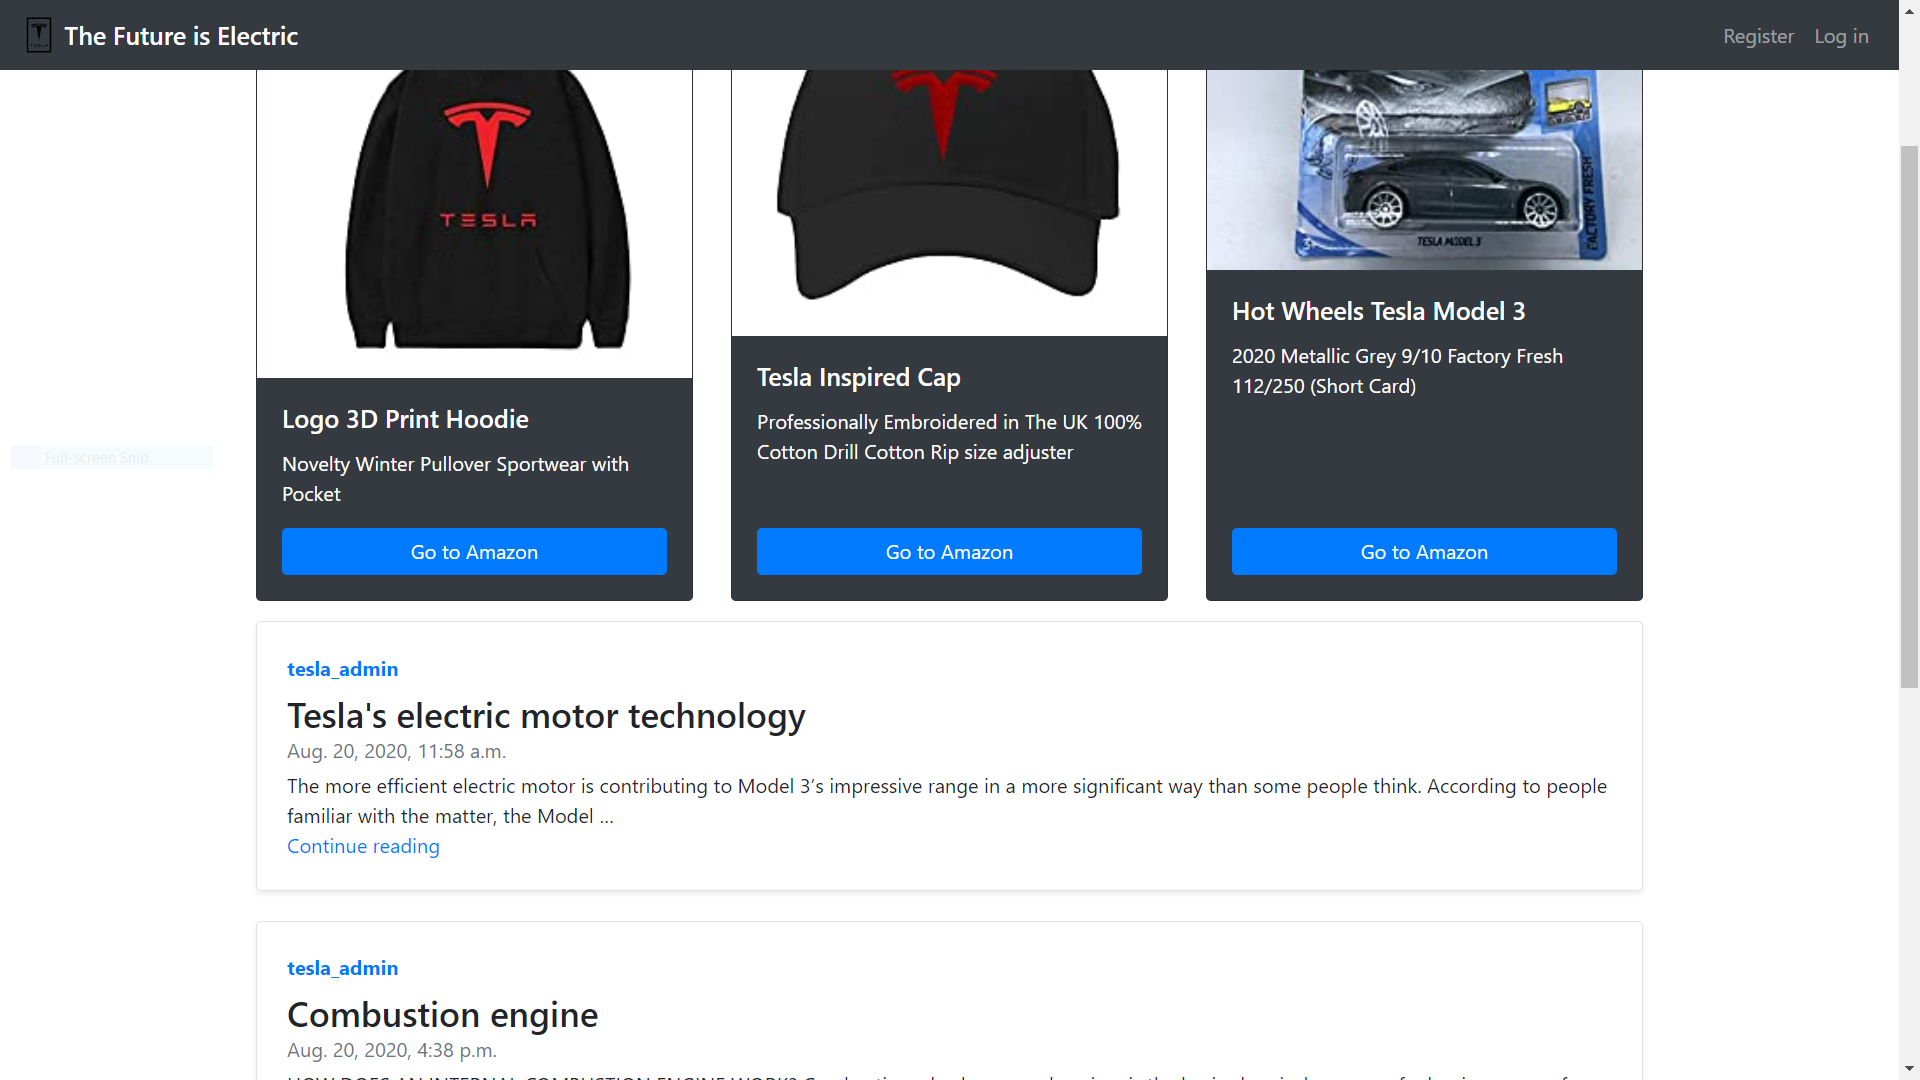 The Future is Electric
Register
Log in
TESLA
FACTORY FRESH
TESLA MODEL 3
Logo 3D Print Hoodie
Novelty Winter Pullover Sportwear with
Pocket
Go to Amazon
Tesla Inspired Cap
Professionally Embroidered in The UK 100%
Cotton Drill Cotton Rip size adjuster
Go to Amazon
Hot Wheels Tesla Model 3
2020 Metallic Grey 9/10 Factory Fresh
112/250 (Short Card)
Go to Amazon
Full-screen Snip
tesla_admin
Tesla's electric motor technology
Aug. 20, 2020, 11:58 a.m.
The more efficient electric motor is contributing to Model 3’s impressive range in a more significant way than some people think. According to people
familiar with the matter, the Model …
Continue reading
tesla_admin
Combustion engine
Aug. 20, 2020, 4:38 p.m.